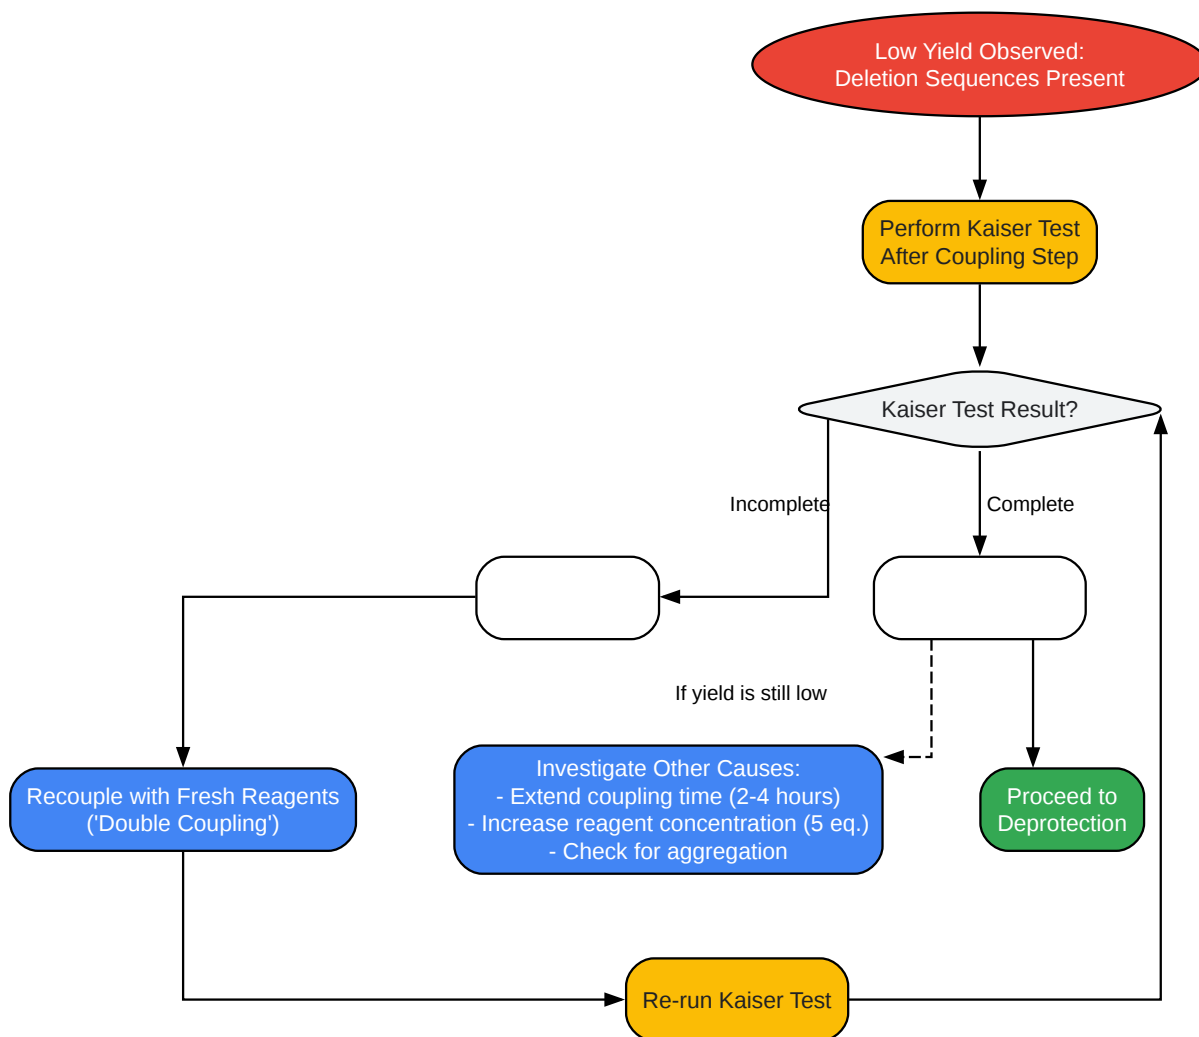 Low Yield Observed:
Deletion Sequences Present
Perform Kaiser Test
After Coupling Step
Kaiser Test Result?
Incomplete
Complete
If yield is still low
Recouple with Fresh Reagents
('Double Coupling')
Investigate Other Causes:
- Extend coupling time (2-4 hours)
- Increase reagent concentration (5 eq.)
- Check for aggregation
Proceed to
Deprotection
Re-run Kaiser Test